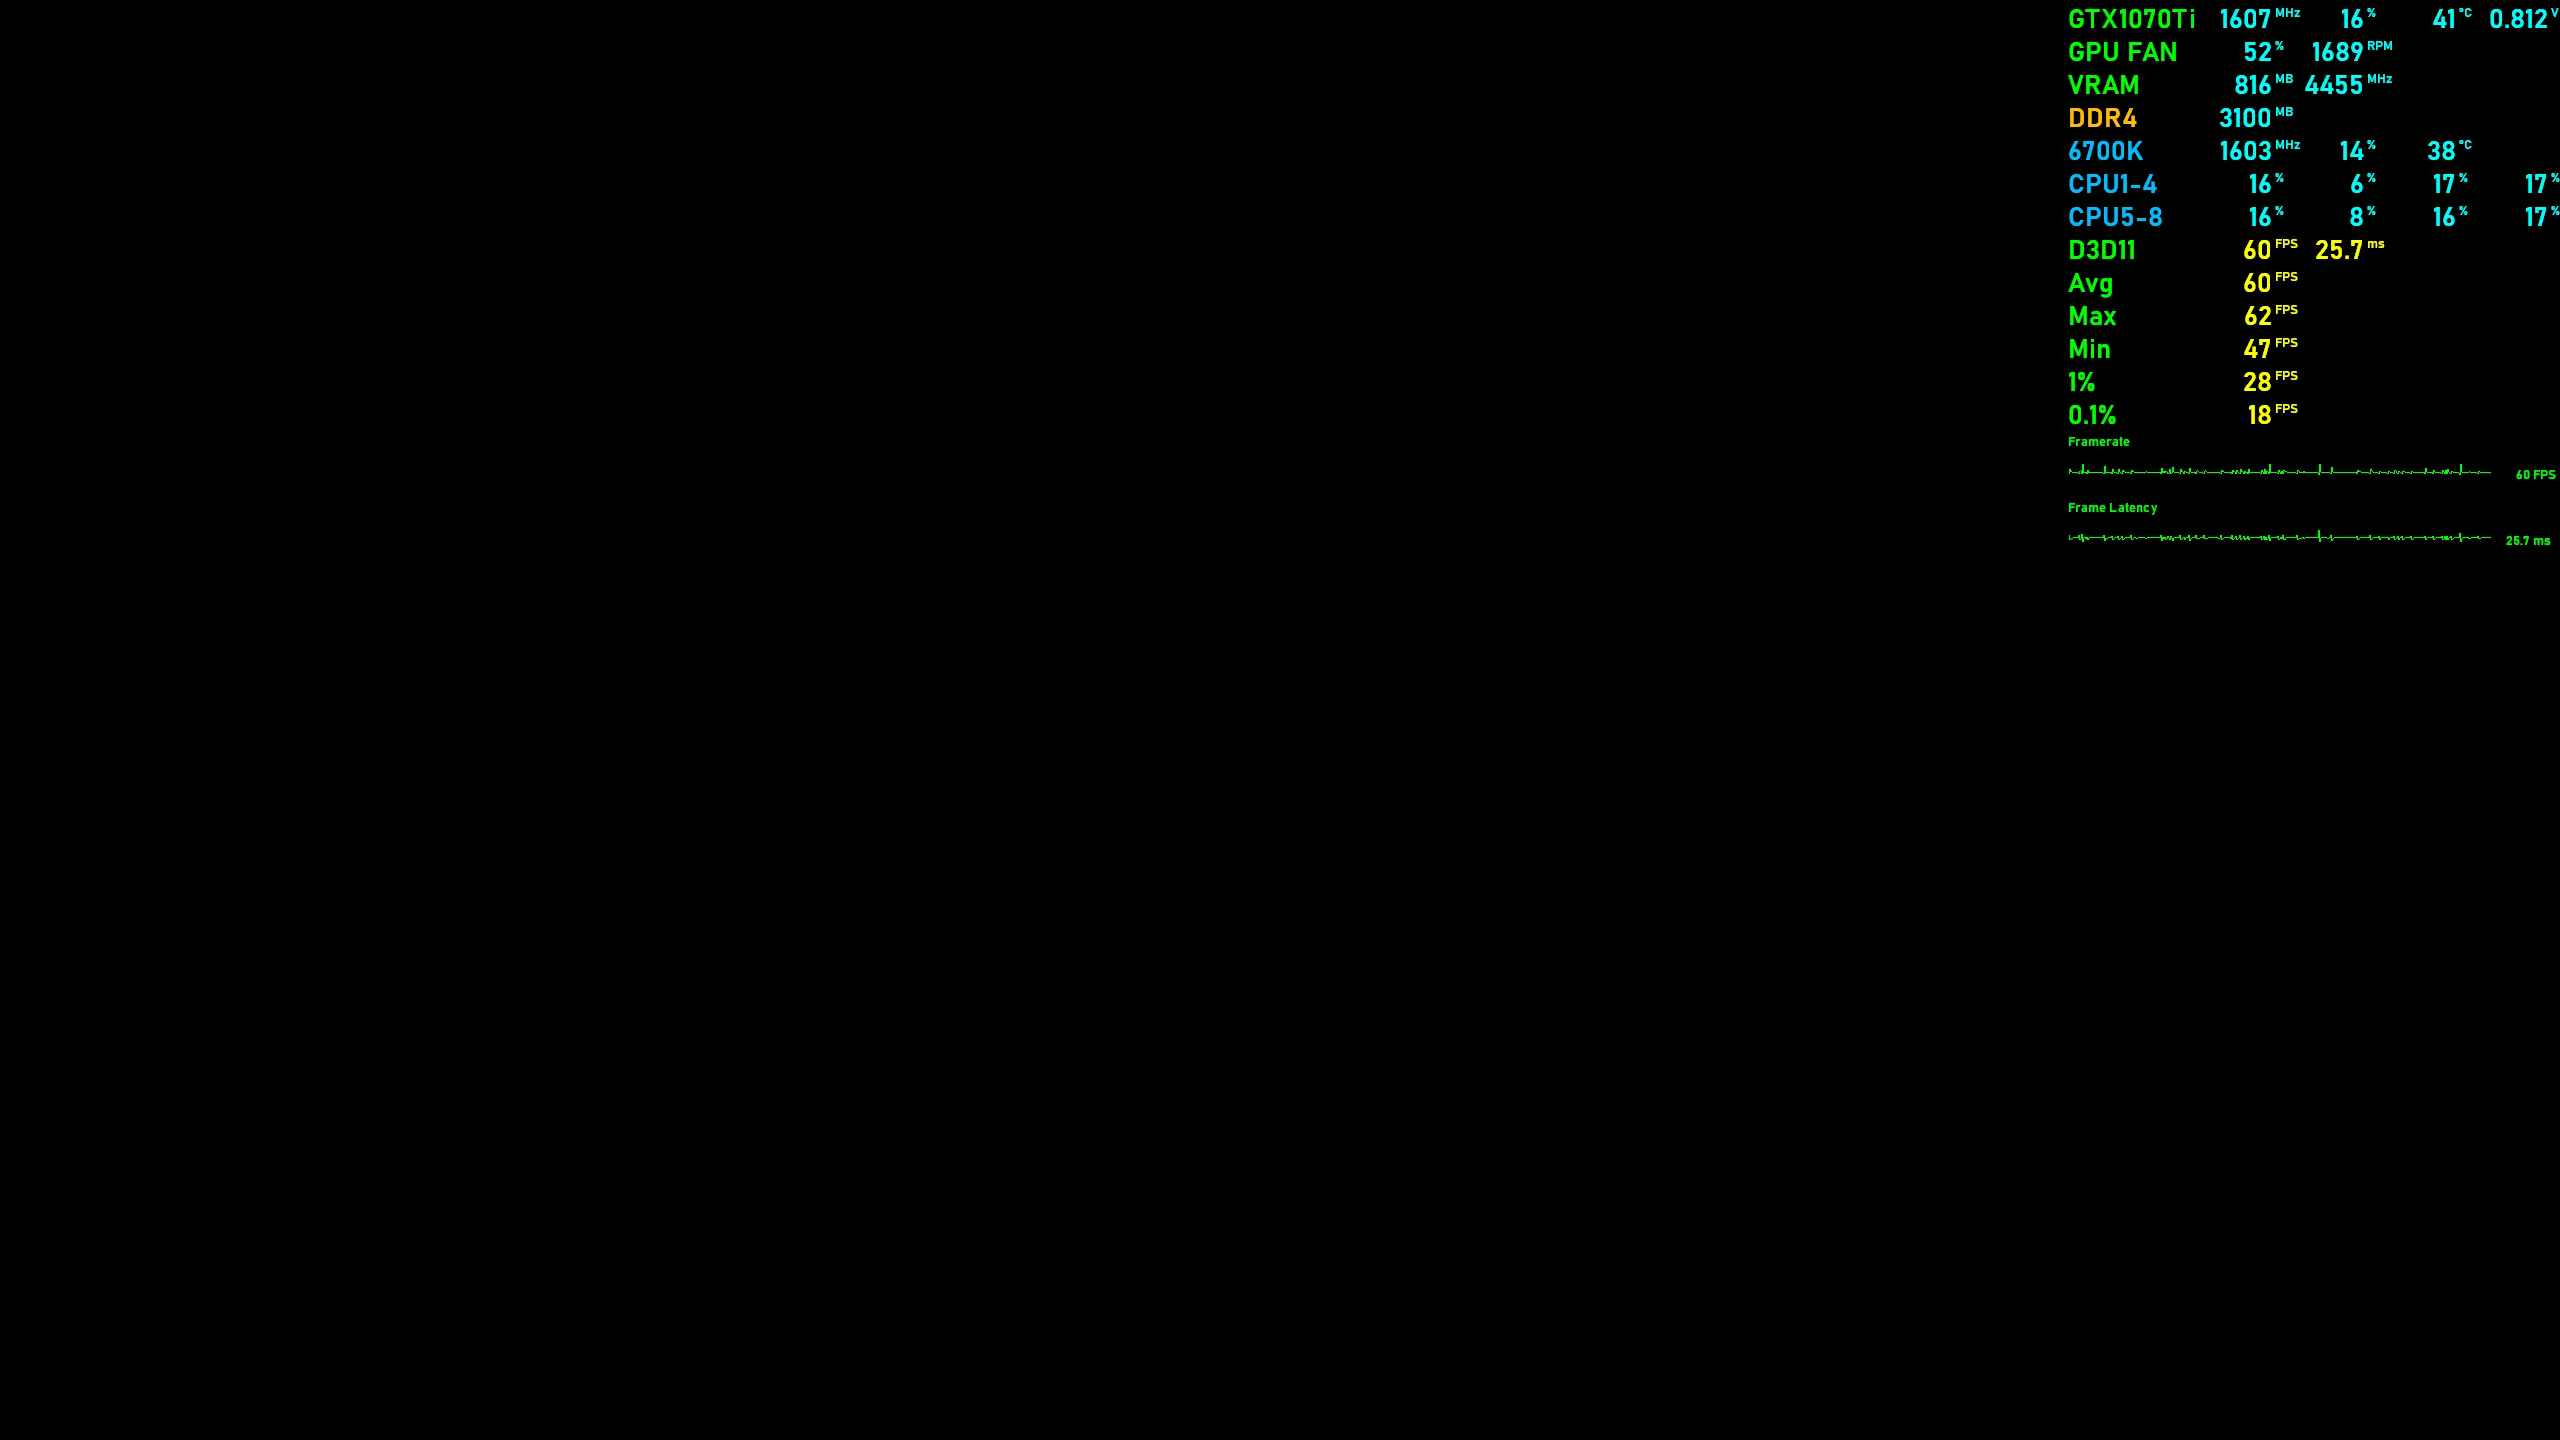 GTX1070Ti 1607 MHz 16 % 41 °C 0.812 V
GPU FAN 52 % 1689 RPM
VRAM 816 MB 4455 MHz
DDR4 3100 MB
6700K 1603 MHz 14 % 38 °C
CPU1-4 16 % 6 % 17 % 17 %
CPU5-8 16 % 8 % 16 % 17 %
D3D11 60 FPS 25.7 ms
Avg 60 FPS
Max 62 FPS
Min 47 FPS
1% 28 FPS
0.1% 18 FPS
Framerate
60 FPS
Frame Latency
25.7 ms